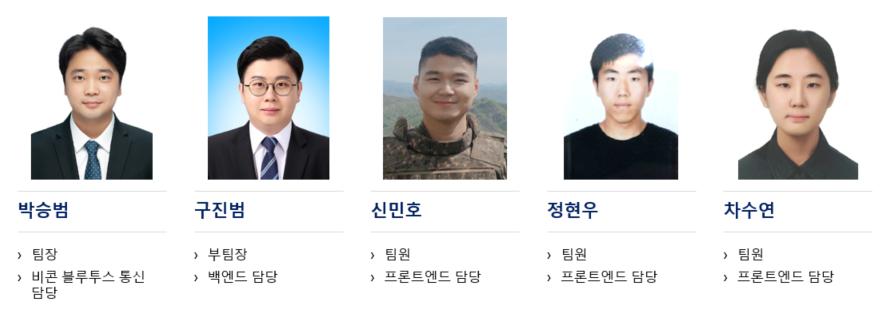 박승범
› 팀장
› 비콘 블루투스 통신
담당
구진범
› 부팀장
› 백엔드 담당
신민호
› 팀원
› 프론트엔드 담당
정현우
› 팀원
› 프론트엔드 담당
차수연
› 팀원
› 프론트엔드 담당